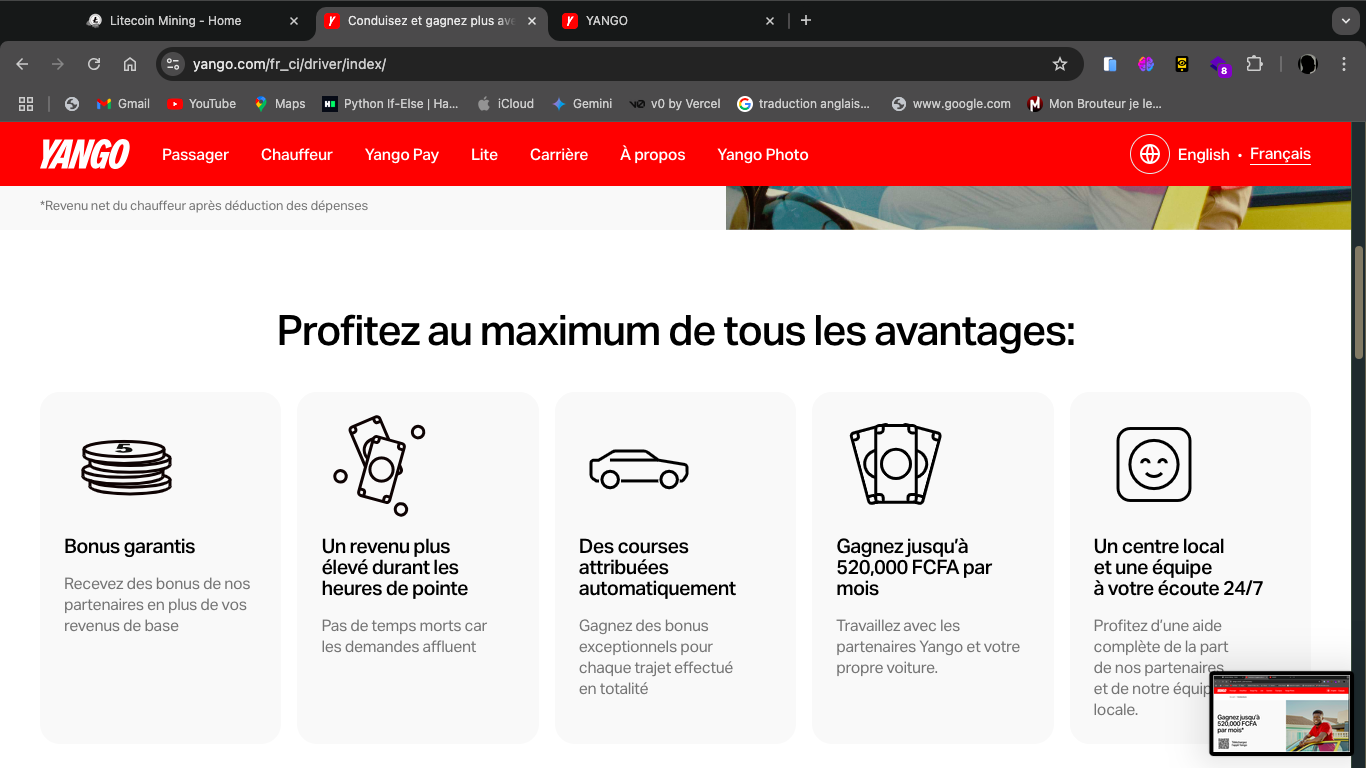 Litecoin Mining - Home
Conduisez et gagnez plus ave
YANGO
yango.com/fr_ci/driver/index/
8
Gmail
YouTube
Maps
Python If-Else | Ha...
iCloud
Gemini
v0 by Vercel
traduction anglais...
www.google.com
Mon Brouteur je le...
YANGO
Passager
Chauffeur
Yango Pay
Lite
Carrière
À propos
Yango Photo
English • Français
*Revenu net du chauffeur après déduction des dépenses
Profitez au maximum de tous les avantages:
5
Bonus garantis
Recevez des bonus de nos
partenaires en plus de vos
revenus de base
Un revenu plus
élevé durant les
heures de pointe
Pas de temps morts car
les demandes affluent
Des courses
attribuées
automatiquement
Gagnez des bonus
exceptionnels pour
chaque trajet effectué
en totalité
Gagnez jusqu’à
520,000 FCFA par
mois
Travaillez avec les
partenaires Yango et votre
propre voiture.
Un centre local
et une équipe
à votre écoute 24/7
Profitez d’une aide
complète de la part
de nos partenaires
et de notre équip
locale.
Gagnez jusqu'à
520,000 FCFA
par mois*